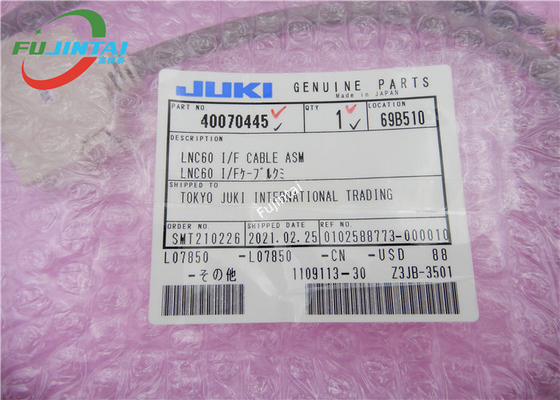 FUJINTAI
JUKI GENUINE PARTS
Made in JAPAN
PART NO QTY LOCATION
40070445 1 69B510
DESCRIPTION
LNC60 I/F CABLE ASM
LNC60 I/Fケーブルクミ
SHIPPED TO
TOKYO JUKI INTERNATIONAL TRADING
ORDER NO SHIPPED DATE REF NO.
SMT210226 2021.02.25 0102588773-000010
L07850 -L07850 -CN -USD 88
-その他 1109113-30 Z3JB-3501
Fujintai